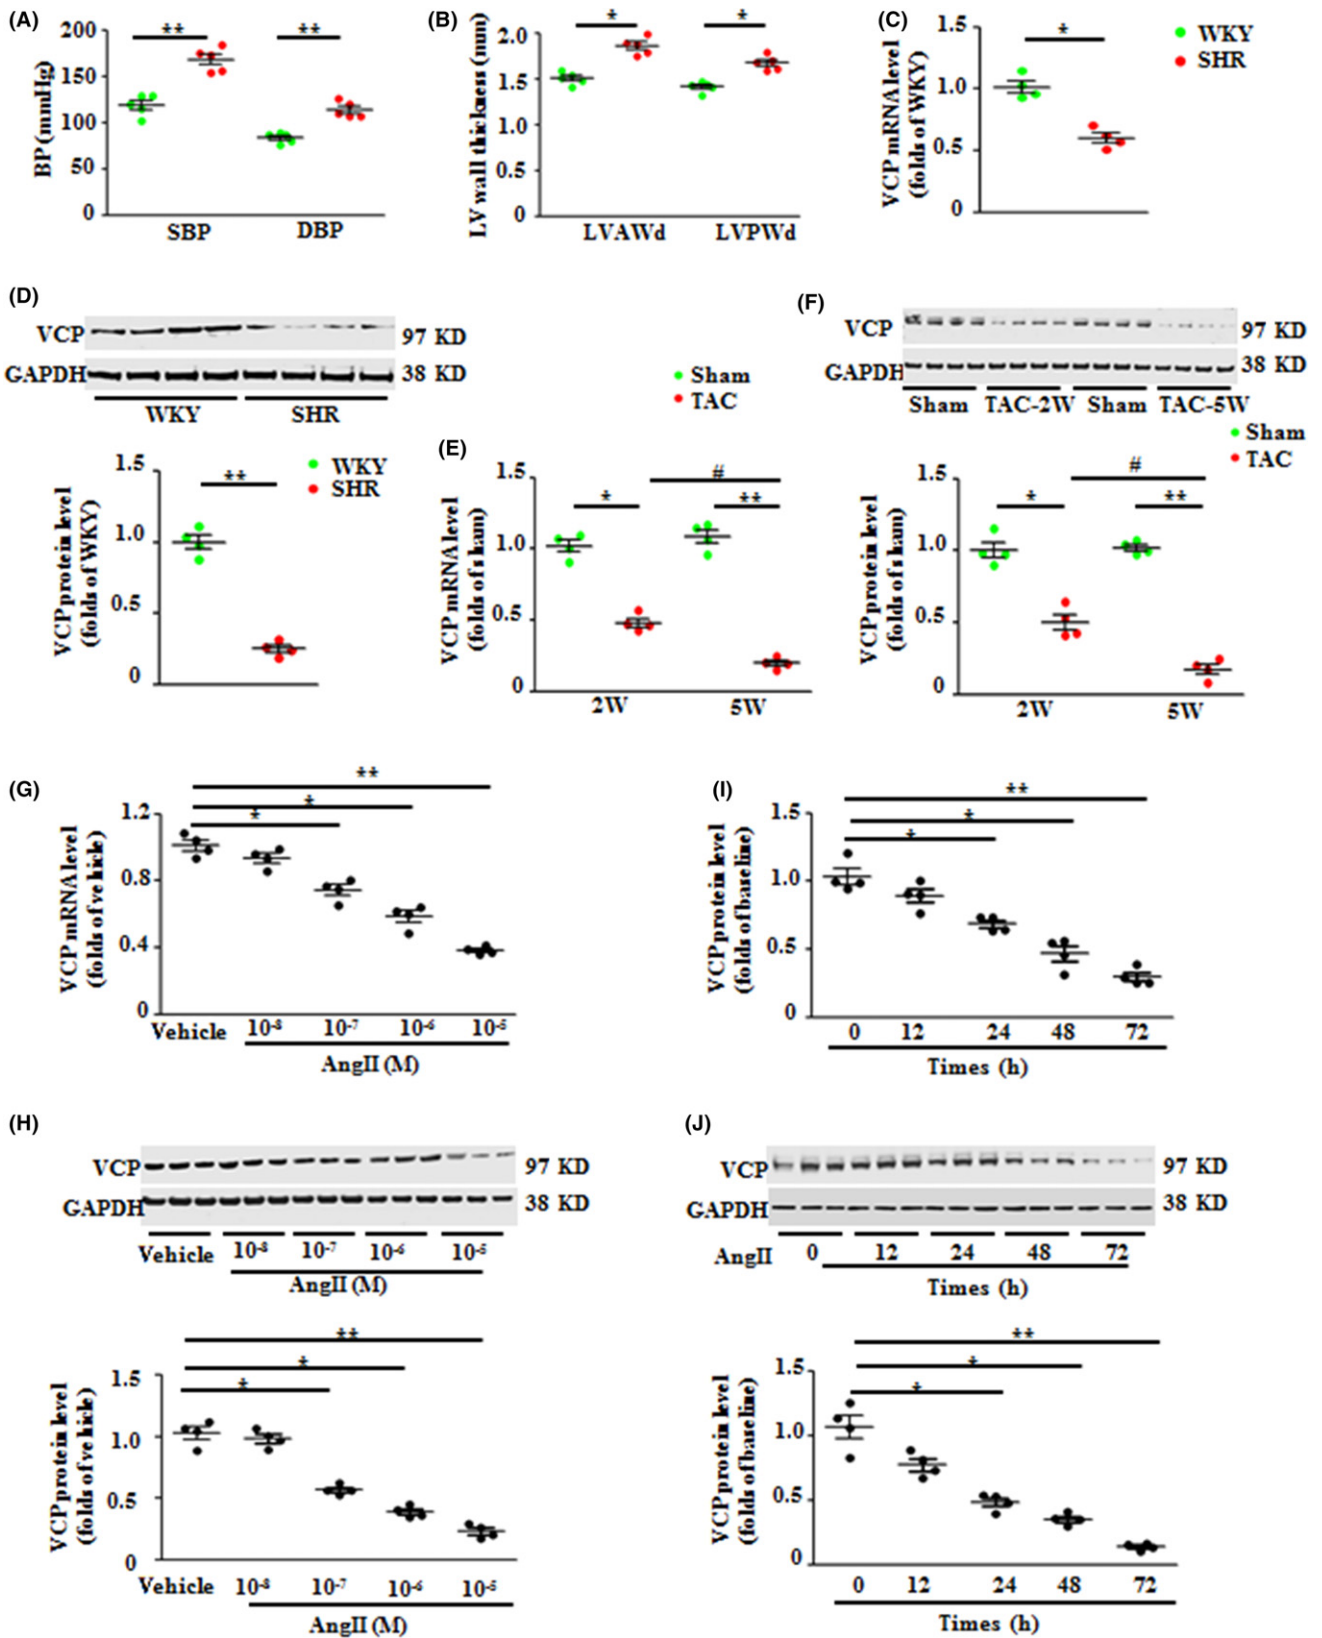 (A)
BP (mmHg)
200
150
100
50
0
**
**
SBP
DBP
(B)
LV wall thickness (mm)
2.0
1.5
1.0
0.5
0
*
*
LVAWd
LVPWd
(C)
VCP mRNA level
(folds of WKY)
1.5
1.0
0.5
0
*
WKY
SHR
(D)
VCP
97 KD
GAPDH
38 KD
WKY
SHR
VCP protein level
(folds of WKY)
1.5
1.0
0.5
0
**
WKY
SHR
Sham
TAC
(E)
VCP mRNA level
(folds of sham)
1.5
1.0
0.5
0
*
#
**
2W
5W
(F)
VCP
97 KD
GAPDH
38 KD
Sham
TAC-2W
Sham
TAC-5W
Sham
TAC
VCP protein level
(folds of sham)
1.5
1.0
0.5
0
*
#
**
2W
5W
(G)
VCP mRNA level
(folds of vehicle)
1.2
0.8
0.4
0
**
*
*
Vehicle
10-8
10-7
10-6
10-5
AngII (M)
(I)
VCP protein level
(folds of baseline)
1.5
1.0
0.5
0
**
*
*
0
12
24
48
72
Times (h)
(H)
VCP
97 KD
GAPDH
38 KD
Vehicle
10-8
10-7
10-6
10-5
AngII (M)
VCP protein level
(folds of vehicle)
1.5
1.0
0.5
0
**
*
*
Vehicle
10-8
10-7
10-6
10-5
AngII (M)
(J)
VCP
97 KD
GAPDH
38 KD
AngII
0
12
24
48
72
Times (h)
VCP protein level
(folds of baseline)
1.5
1.0
0.5
0
**
*
*
0
12
24
48
72
Times (h)